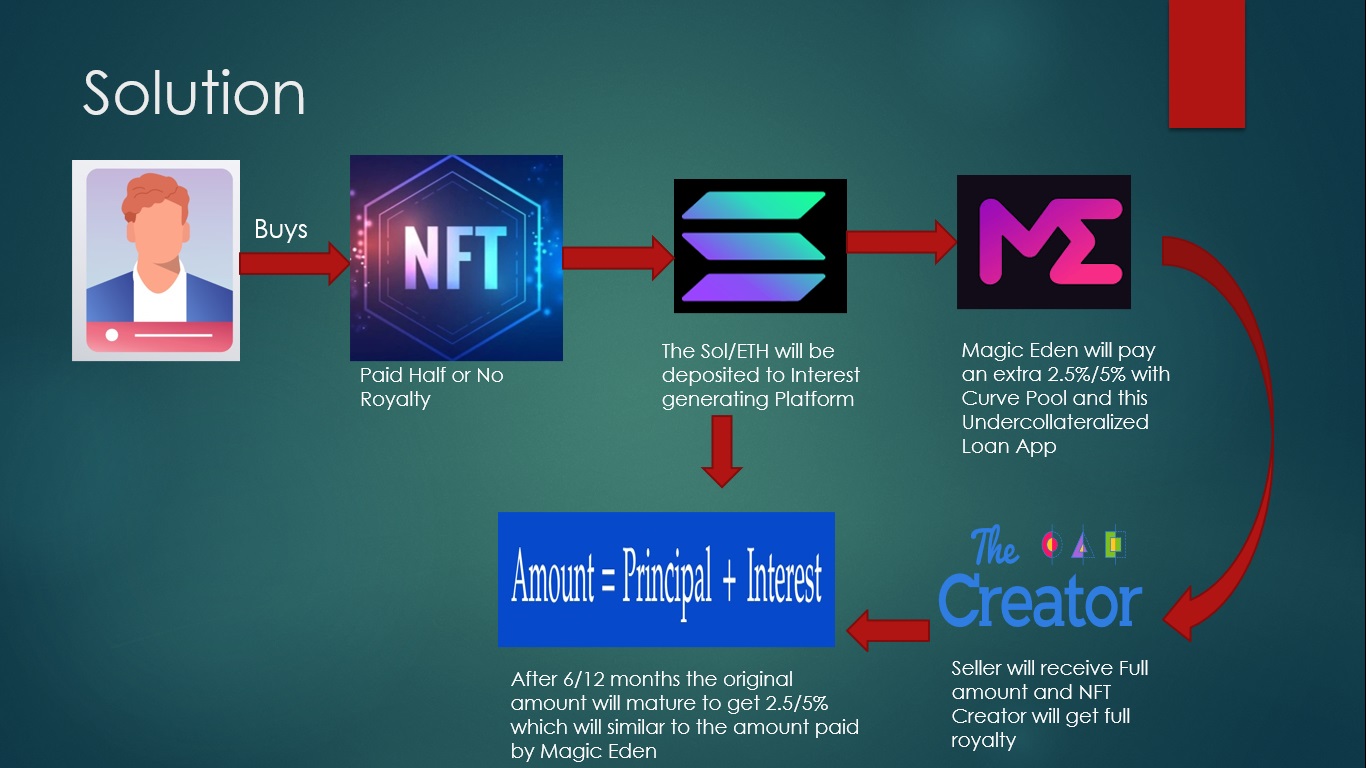 Solution
Buys
NFT
Paid Half or No
Royalty
The Sol/ETH will be
deposited to Interest
generating Platform
ME
Magic Eden will pay
an extra 2.5%/5% with
Curve Pool and this
Undercollateralized
Loan App
Amount = Principal + Interest
After 6/12 months the original
amount will mature to get 2.5/5%
which will similar to the amount paid
by Magic Eden
The
Creator
Seller will receive Full
amount and NFT
Creator will get full
royalty